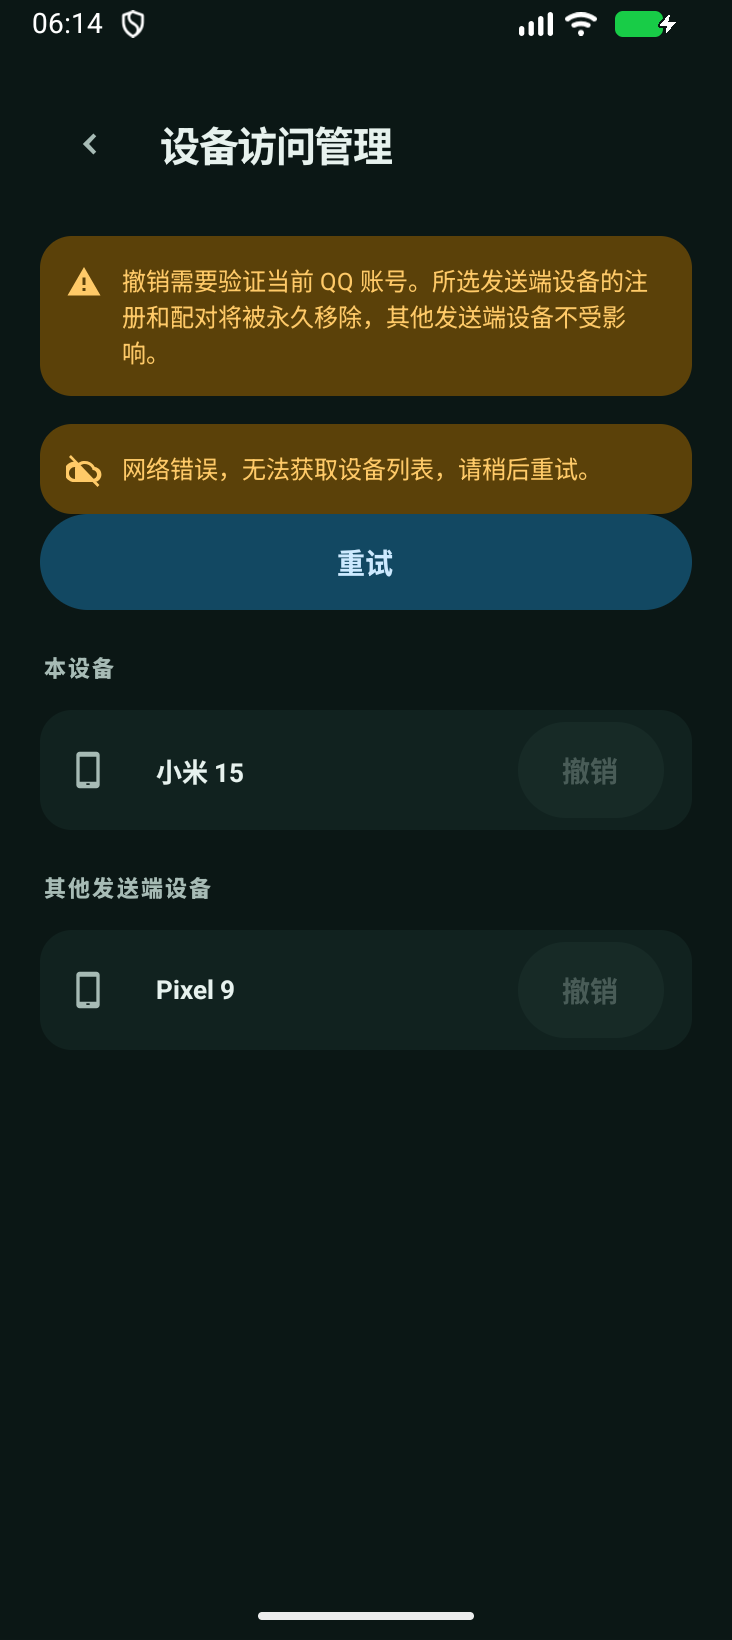 06:14
设备访问管理
撤销需要验证当前 QQ 账号。所选发送端设备的注
册和配对将被永久移除，其他发送端设备不受影
响。
网络错误，无法获取设备列表，请稍后重试。
重试
本设备
小米 15
撤销
其他发送端设备
Pixel 9
撤销